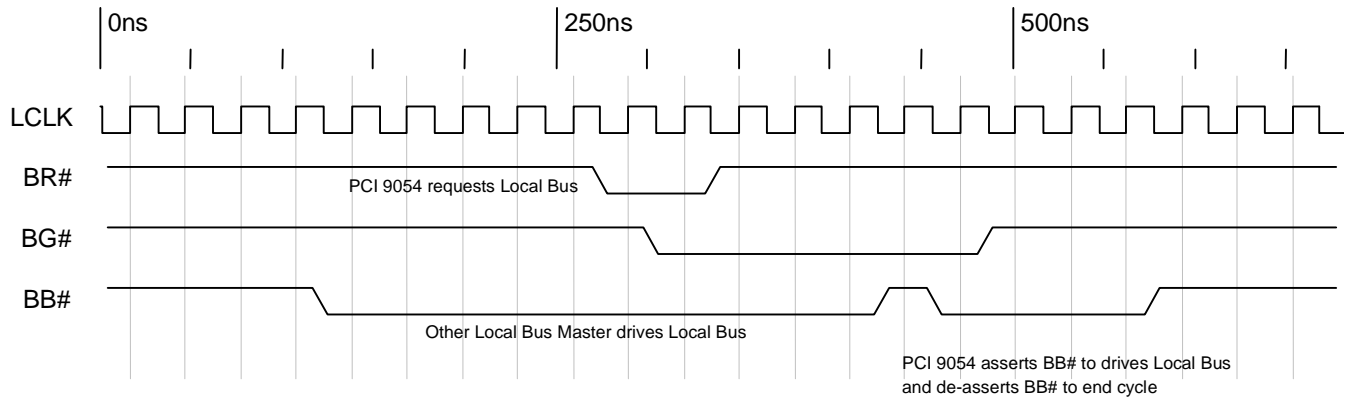 0ns 250ns 500ns
LCLK
BR#
PCI 9054 requests Local Bus
BG#
BB#
Other Local Bus Master drives Local Bus
PCI 9054 asserts BB# to drives Local Bus
and de-asserts BB# to end cycle